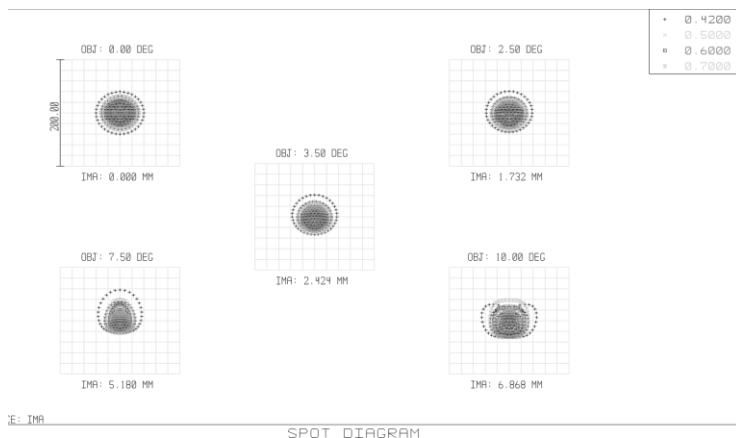 + 0.4200
× 0.5000
□ 0.6000
0.7000
OBJ: 0.00 DEG
OBJ: 2.50 DEG
200.00
IMA: 0.000 MM
IMA: 1.732 MM
OBJ: 3.50 DEG
IMA: 2.424 MM
OBJ: 7.50 DEG
OBJ: 10.00 DEG
IMA: 5.180 MM
IMA: 6.868 MM
CE: IMA
SPOT DIAGRAM